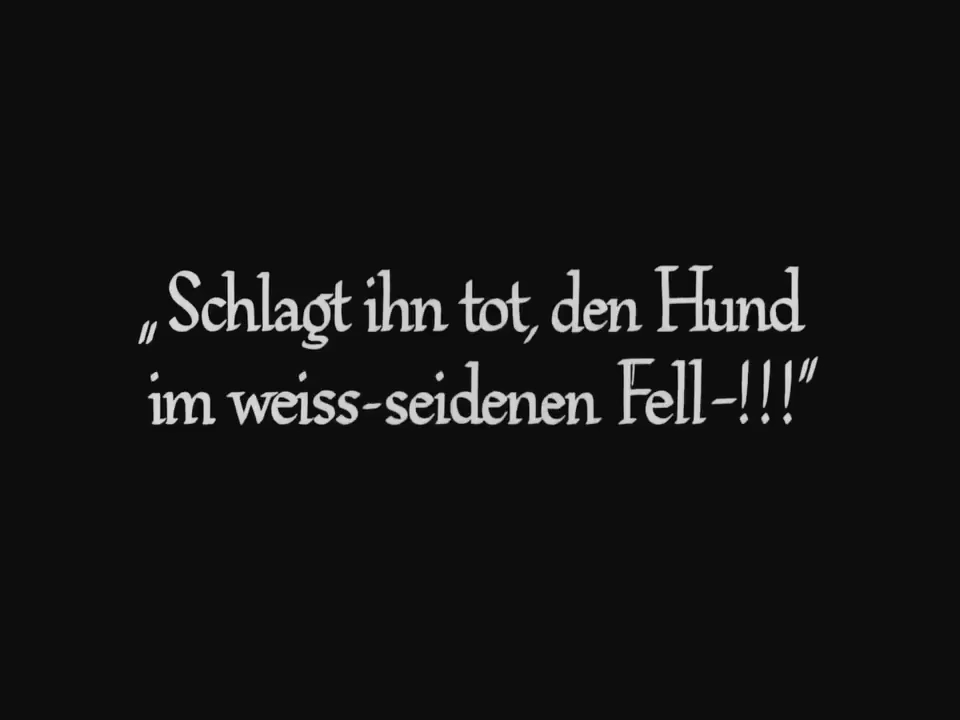 „Schlagt ihn tot, den Hund
im weiss-seidenen Fell-!!!”